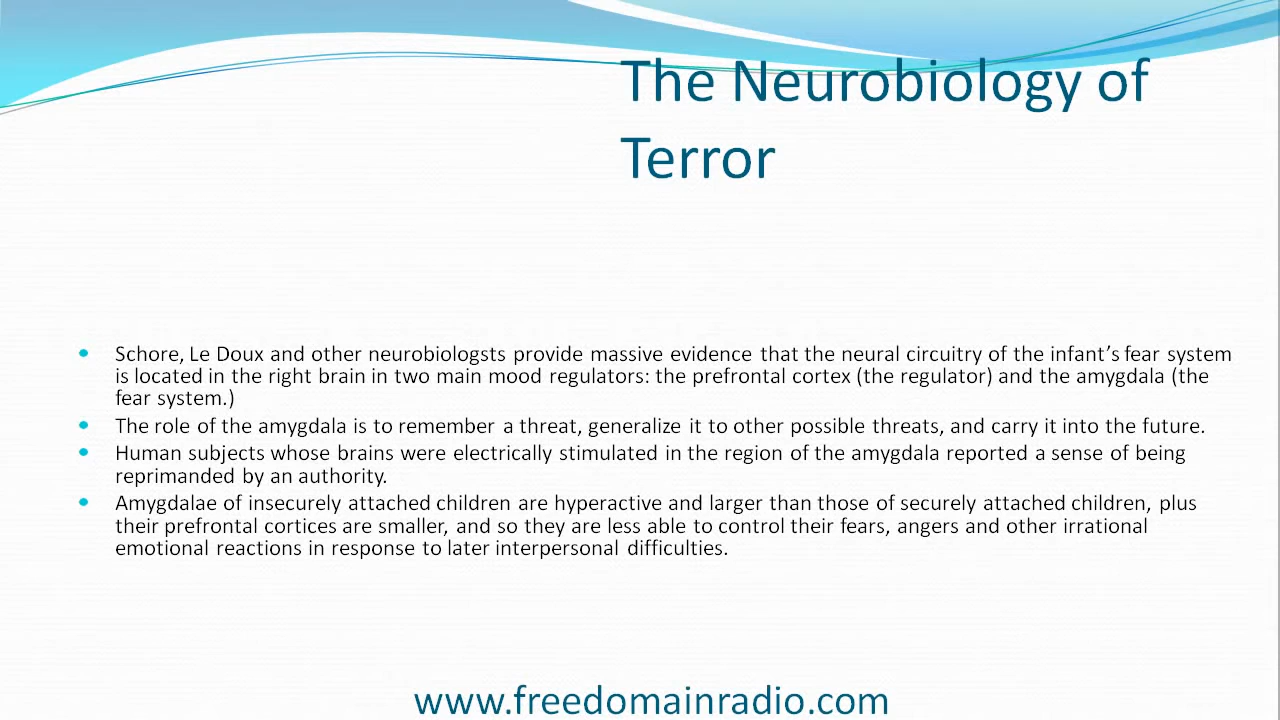 The Neurobiology of
Terror
• Schore, Le Doux and other neurobiologsts provide massive evidence that the neural circuitry of the infant’s fear system
is located in the right brain in two main mood regulators: the prefrontal cortex (the regulator) and the amygdala (the
fear system.)
• The role of the amygdala is to remember a threat, generalize it to other possible threats, and carry it into the future.
• Human subjects whose brains were electrically stimulated in the region of the amygdala reported a sense of being
reprimanded by an authority.
• Amygdalae of insecurely attached children are hyperactive and larger than those of securely attached children, plus
their prefrontal cortices are smaller, and so they are less able to control their fears, angers and other irrational
emotional reactions in response to later interpersonal difficulties.
www.freedomainradio.com